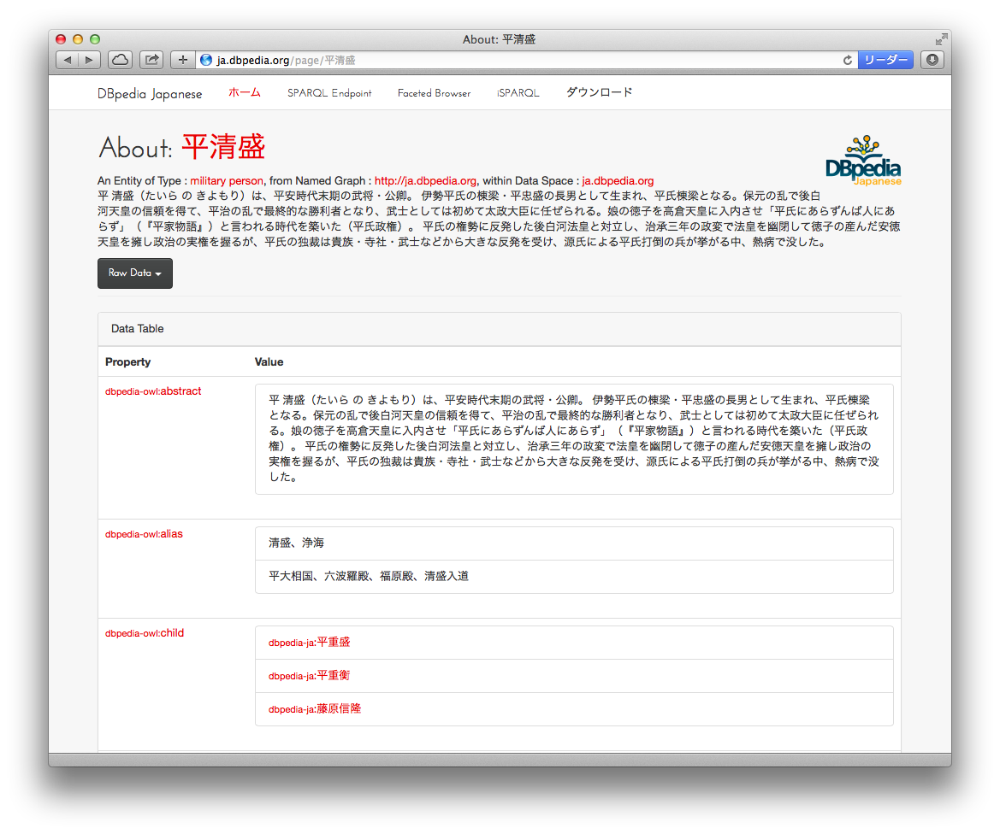 About: 平清盛
ja.dbpedia.org/page/平清盛
リーダー
DBpedia Japanese ホーム SPARQL Endpoint Faceted Browser iSPARQL ダウンロード
About: 平清盛
DBpedia
Japanese
An Entity of Type : military person, from Named Graph : http://ja.dbpedia.org, within Data Space : ja.dbpedia.org
平 清盛（たいら の きよもり）は、平安時代末期の武将・公卿。 伊勢平氏の棟梁・平忠盛の長男として生まれ、平氏棟梁となる。保元の乱で後白
河天皇の信頼を得て、平治の乱で最終的な勝利者となり、武士としては初めて太政大臣に任ぜられる。娘の徳子を高倉天皇に入内させ「平氏にあらずんば人にあ
らず」（『平家物語』）と言われる時代を築いた（平氏政権）。 平氏の権勢に反発した後白河法皇と対立し、治承三年の政変で法皇を幽閉して徳子の産んだ安徳
天皇を擁し政治の実権を握るが、平氏の独裁は貴族・寺社・武士などから大きな反発を受け、源氏による平氏打倒の兵が挙がる中、熱病で没した。
Raw Data
Data Table
Property Value
dbpedia-owl:abstract
平 清盛（たいら の きよもり）は、平安時代末期の武将・公卿。 伊勢平氏の棟梁・平忠盛の長男として生まれ、平氏棟梁
となる。保元の乱で後白河天皇の信頼を得て、平治の乱で最終的な勝利者となり、武士としては初めて太政大臣に任ぜられ
る。娘の徳子を高倉天皇に入内させ「平氏にあらずんば人にあらず」（『平家物語』）と言われる時代を築いた（平氏政
権）。 平氏の権勢に反発した後白河法皇と対立し、治承三年の政変で法皇を幽閉して徳子の産んだ安徳天皇を擁し政治の
実権を握るが、平氏の独裁は貴族・寺社・武士などから大きな反発を受け、源氏による平氏打倒の兵が挙がる中、熱病で没
した。
dbpedia-owl:alias
清盛、浄海
平大相国、六波羅殿、福原殿、清盛入道
dbpedia-owl:child
dbpedia-ja:平重盛
dbpedia-ja:平重衡
dbpedia-ja:藤原信隆